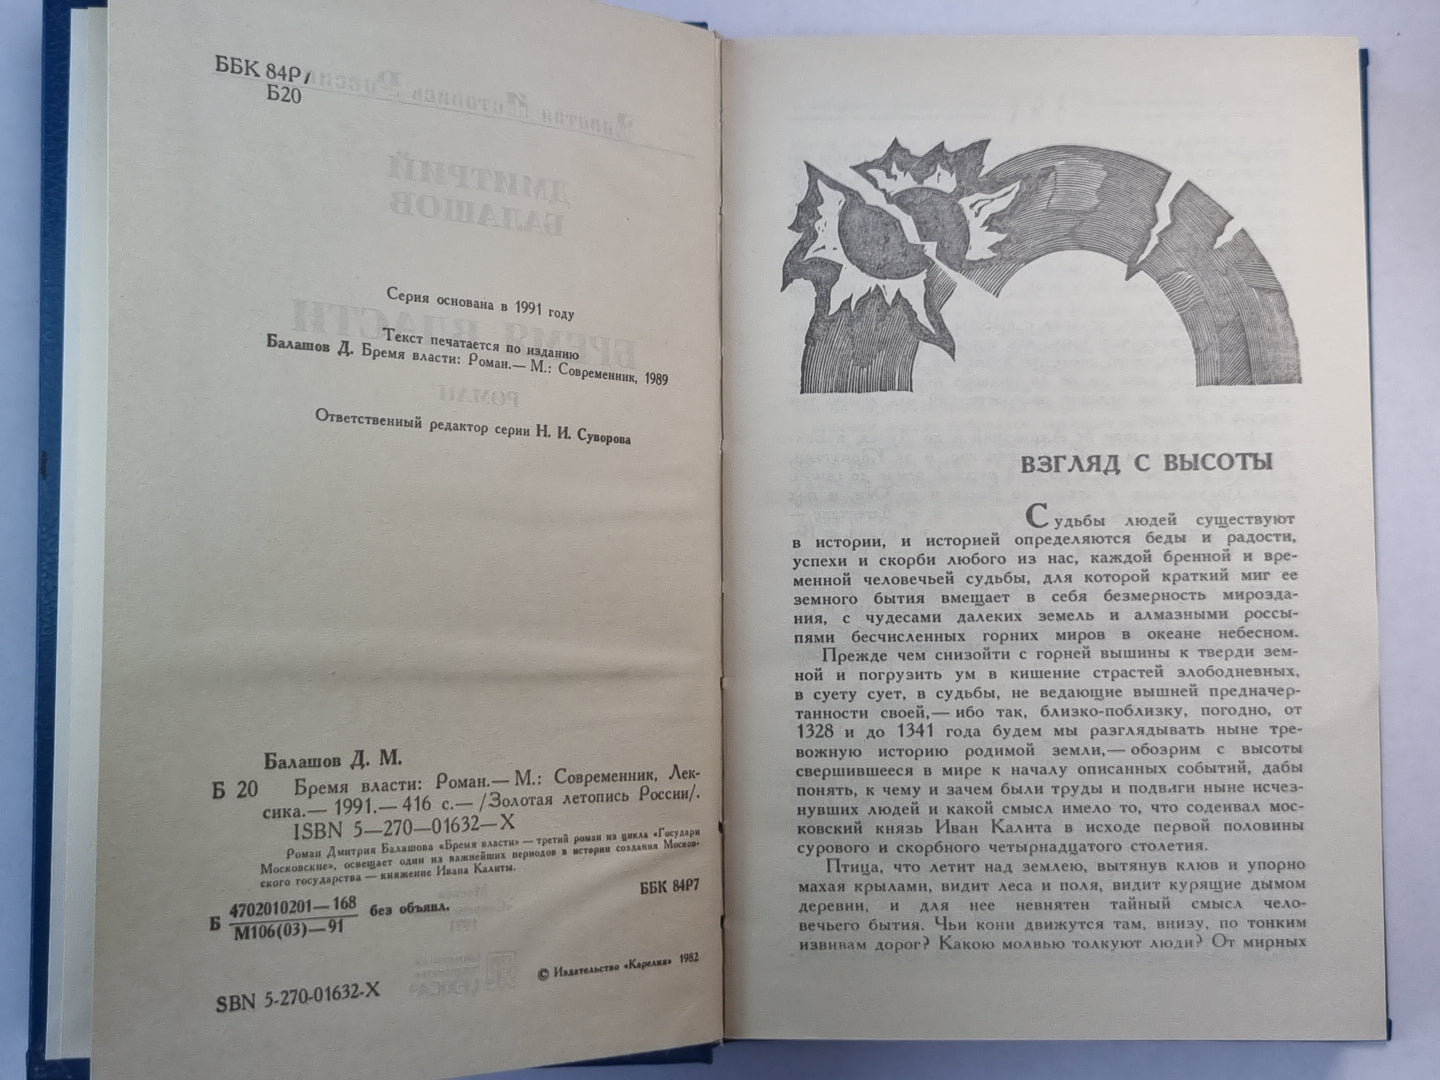 ББК 84Р7
Б20
Серия основана в 1991 году
Текст печатается по изданию
Балашов Д. Бремя власти: Роман.— М.: Современник, 1989
Ответственный редактор серии Н. И. Суворова
Балашов Д. М.
Б 20 Бремя власти: Роман.— М.: Современник, Лек-
сика.— 1991.— 416 с.— /Золотая летопись России/.
ISBN 5—270—01632—X
Роман Дмитрия Балашова «Бремя власти» — третий роман из цикла «Государи
Московские», освещает один из важнейших периодов в истории создания Москов-
ского государства — княжение Ивана Калиты.
ББК 84Р7
Б 4702010201—168
М106(03)—91 без объявл.
© Издательство «Карелия» 1982
SBN 5-270-01632-X
ВЗГЛЯД С ВЫСОТЫ
Судьбы людей существуют
в истории, и историей определяются беды и радости,
успехи и скорби любого из нас, каждой бренной и вре-
менной человечьей судьбы, для которой краткий миг ее
земного бытия вмещает в себя безмерность мирозда-
ния, с чудесами далеких земель и алмазными россы-
пями бесчисленных горних миров в океане небесном.
Прежде чем снизойти с горней вышины к тверди зем-
ной и погрузить ум в кишение страстей злободневных,
в суету сует, в судьбы, не ведающие вышней предначер-
танности своей,— ибо так, близко-поблизку, погодно, от
1328 и до 1341 года будем мы разглядывать ныне тре-
вожную историю родимой земли,— обозрим с высоты
свершившееся в мире к началу описанных событий, дабы
понять, к чему и зачем были труды и подвиги ныне исчез-
нувших людей и какой смысл имело то, что содеивал мос-
ковский князь Иван Калита в исходе первой половины
сурового и скорбного четырнадцатого столетия.
Птица, что летит над землею, вытянув клюв и упорно
махая крылами, видит леса и поля, видит курящие дымом
деревни, и для нее невнятен тайный смысл чело-
вечьего бытия. Чьи кони движутся там, внизу, по тонким
извивам дорог? Какою молвью толкуют люди? От мирных